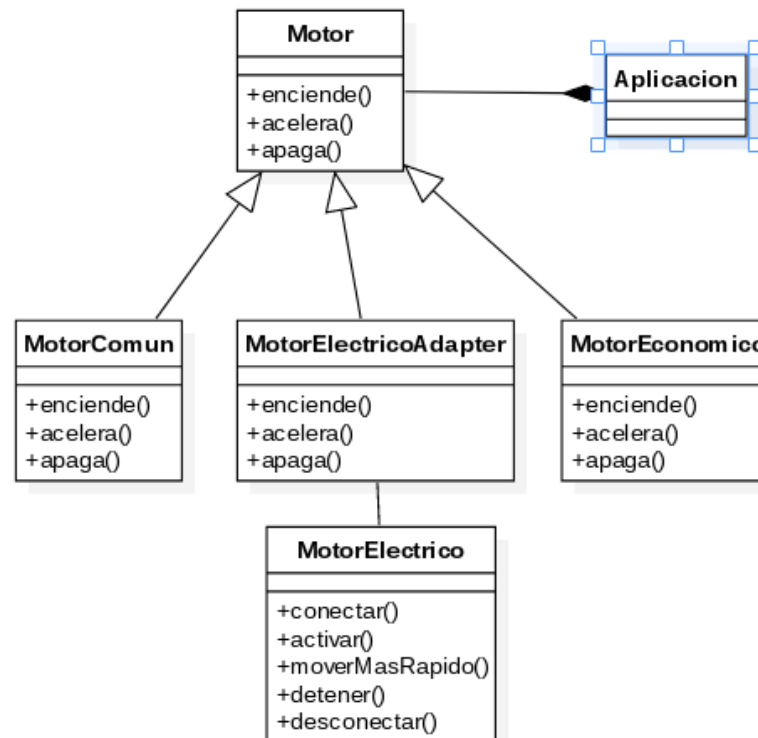 Motor
+enciende()
+acelera()
+apaga()
Aplicacion
MotorComun
+enciende()
+acelera()
+apaga()
MotorElectricoAdapter
+enciende()
+acelera()
+apaga()
MotorEconomico
+enciende()
+acelera()
+apaga()
MotorElectrico
+conectar()
+activar()
+moverMasRapido()
+detener()
+desconectar()